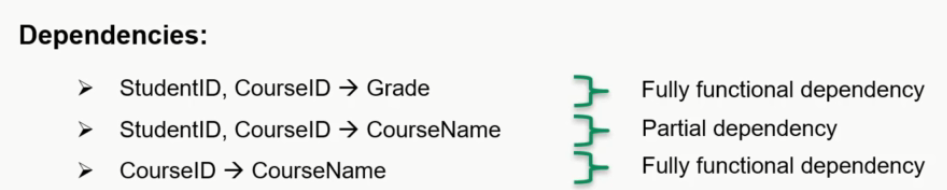 Dependencies:
➢ StudentID, CourseID → Grade } Fully functional dependency
➢ StudentID, CourseID → CourseName } Partial dependency
➢ CourseID → CourseName } Fully functional dependency